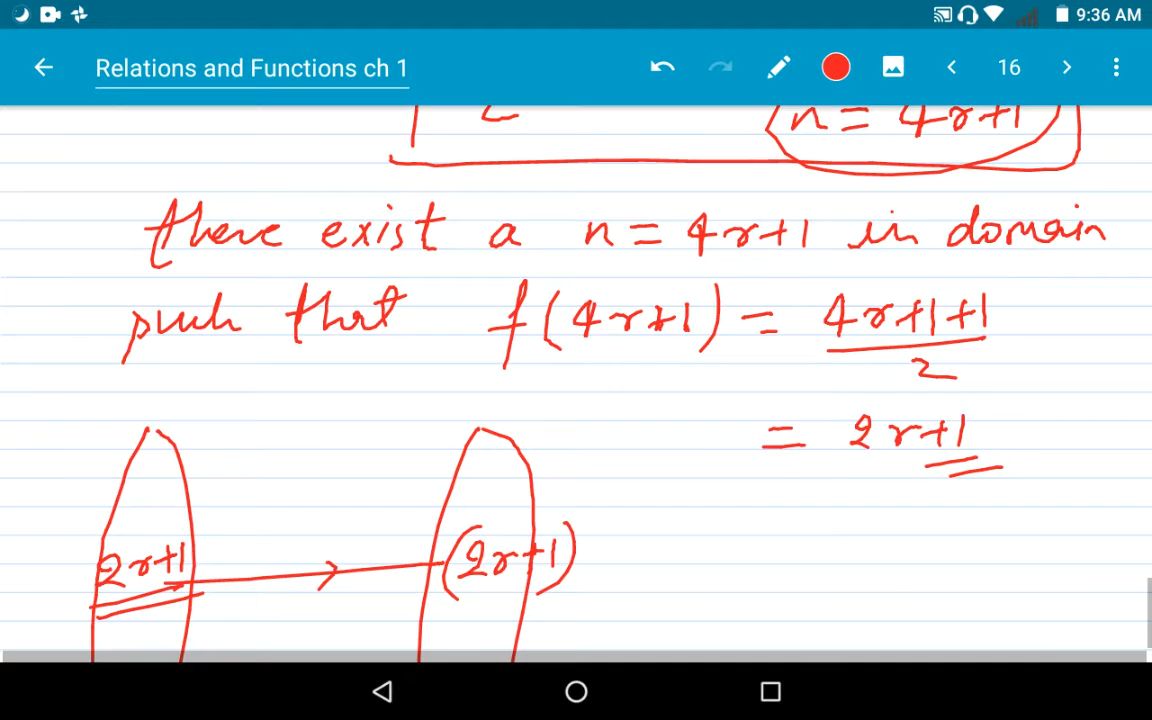 9:36 AM
Relations and Functions ch 1
16
2 n = 4r+1
there exist a n = 4r+1 in domain
such that f(4r+1) = 4r+1+1
2
= 2r+1
2r+1 (2r+1)